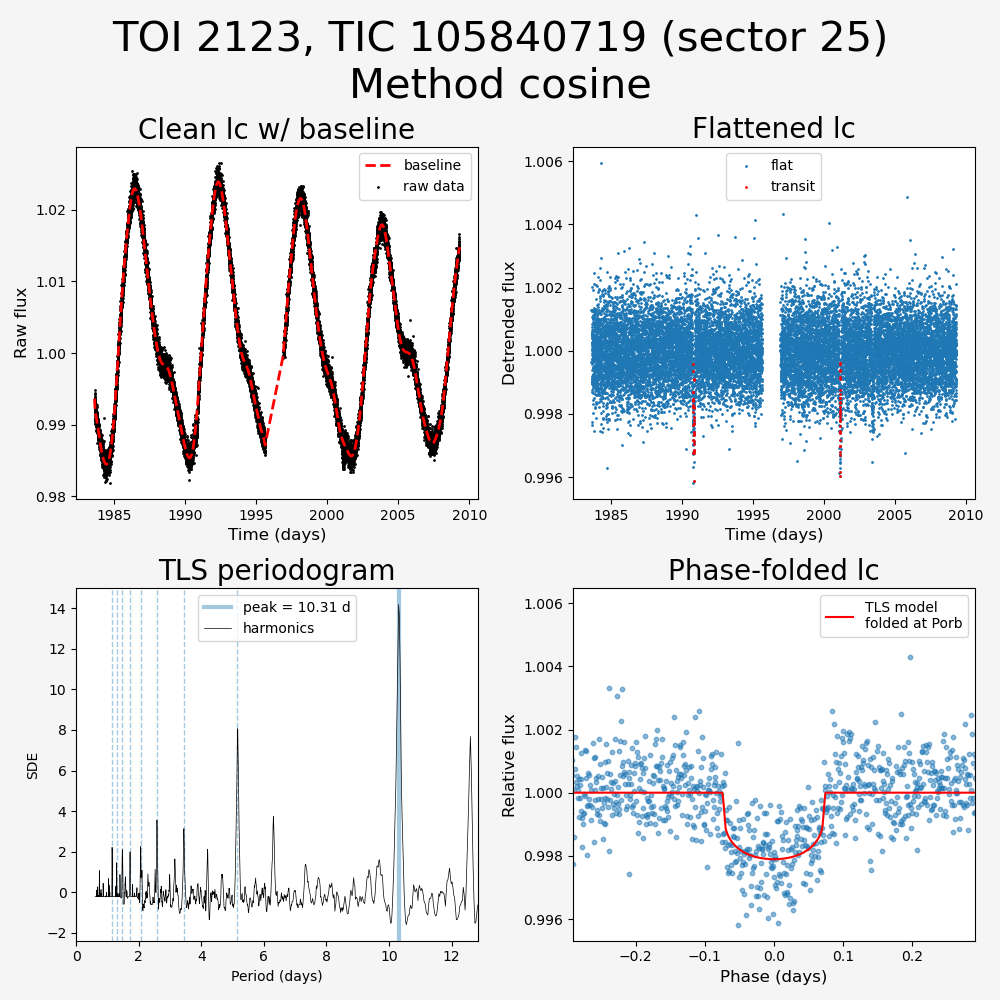 TOI 2123, TIC 105840719 (sector 25)
Method cosine
Clean lc w/ baseline
baseline
raw data
1.02
1.01
1.00
0.99
0.98
Raw flux
1985
1990
1995
2000
2005
2010
Time (days)
Flattened lc
flat
transit
1.006
1.004
1.002
1.000
0.998
0.996
Detrended flux
1985
1990
1995
2000
2005
2010
Time (days)
TLS periodogram
peak = 10.31 d
harmonics
14
12
10
8
6
4
2
0
−2
SDE
0
2
4
6
8
10
12
Period (days)
Phase-folded lc
TLS model
folded at Porb
1.006
1.004
1.002
1.000
0.998
0.996
Relative flux
−0.2
−0.1
0.0
0.1
0.2
Phase (days)